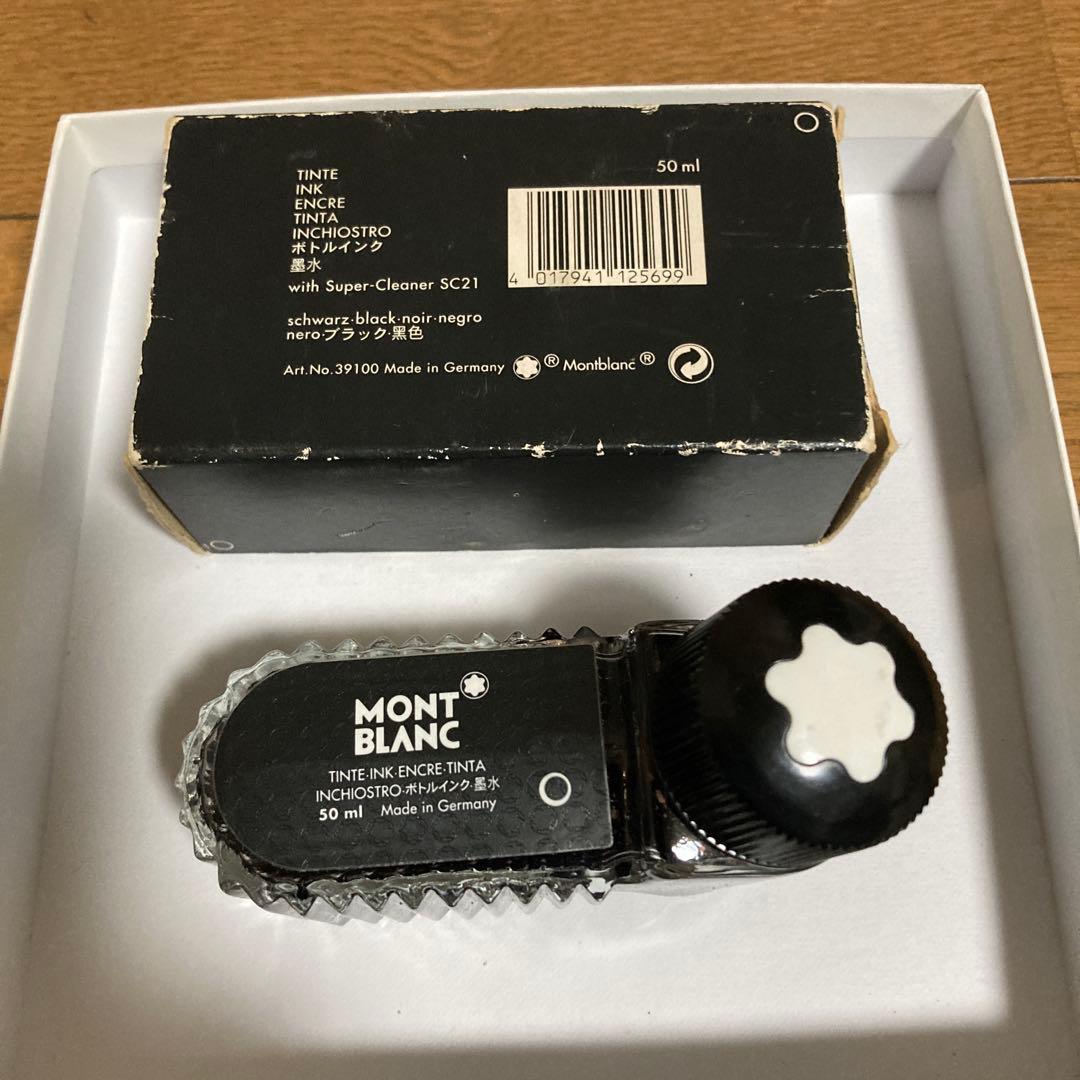 50 ml
TINTE
INK
ENCRE
TINTA
INCHIOSTRO
ボトルインク
墨水
with Super-Cleaner SC21
4 017941 125699
schwarz·black·noir·negro
nero·ブラック·黑色
Art.No.39100 Made in Germany ® Montblanc ®
MONT
BLANC
TINTE·INK·ENCRE·TINTA
INCHIOSTRO·ボトルインク·墨水
50 ml Made in Germany